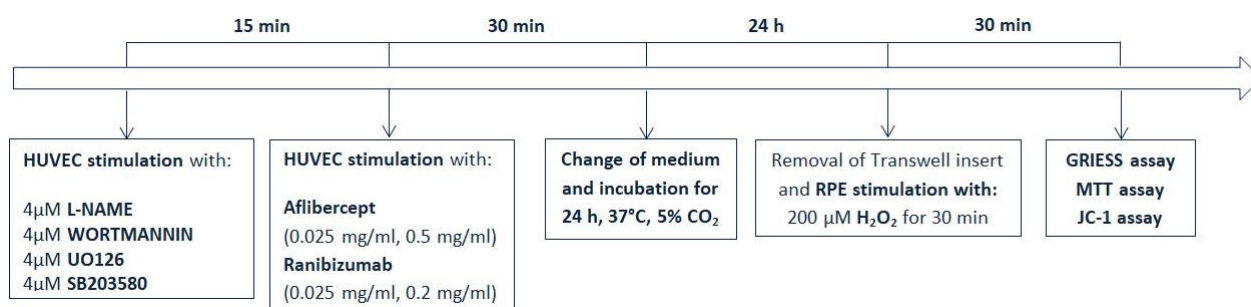 15 min
30 min
24 h
30 min
HUVEC stimulation with:
4µM L-NAME
4µM WORTMANNIN
4µM UO126
4µM SB203580
HUVEC stimulation with:
Aflibercept
(0.025 mg/ml, 0.5 mg/ml)
Ranibizumab
(0.025 mg/ml, 0.2 mg/ml)
Change of medium
and incubation for
24 h, 37°C, 5% CO₂
Removal of Transwell insert
and RPE stimulation with:
200 µM H₂O₂ for 30 min
GRIESS assay
MTT assay
JC-1 assay